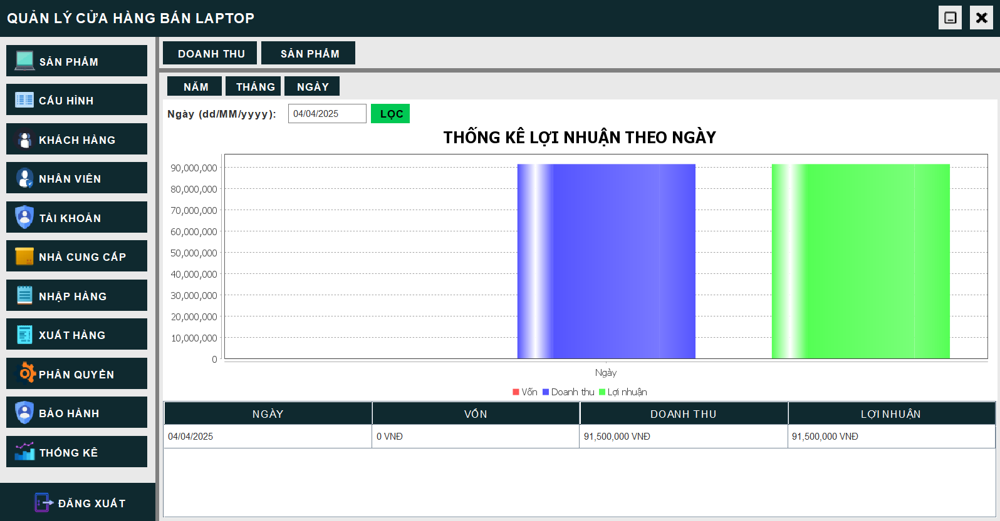 QUẢN LÝ CỬA HÀNG BÁN LAPTOP
SẢN PHẨM
CẤU HÌNH
KHÁCH HÀNG
NHÂN VIÊN
TÀI KHOẢN
NHÀ CUNG CẤP
NHẬP HÀNG
XUẤT HÀNG
PHÂN QUYỀN
BẢO HÀNH
THỐNG KÊ
ĐĂNG XUẤT
DOANH THU SẢN PHẨM
NĂM THÁNG NGÀY
Ngày (dd/MM/yyyy): 04/04/2025 LỌC
THỐNG KÊ LỢI NHUẬN THEO NGÀY
90,000,000
80,000,000
70,000,000
60,000,000
50,000,000
40,000,000
30,000,000
20,000,000
10,000,000
0
Ngày
Vốn Doanh thu Lợi nhuận
NGÀY VỐN DOANH THU LỢI NHUẬN
04/04/2025 0 VNĐ 91,500,000 VNĐ 91,500,000 VNĐ